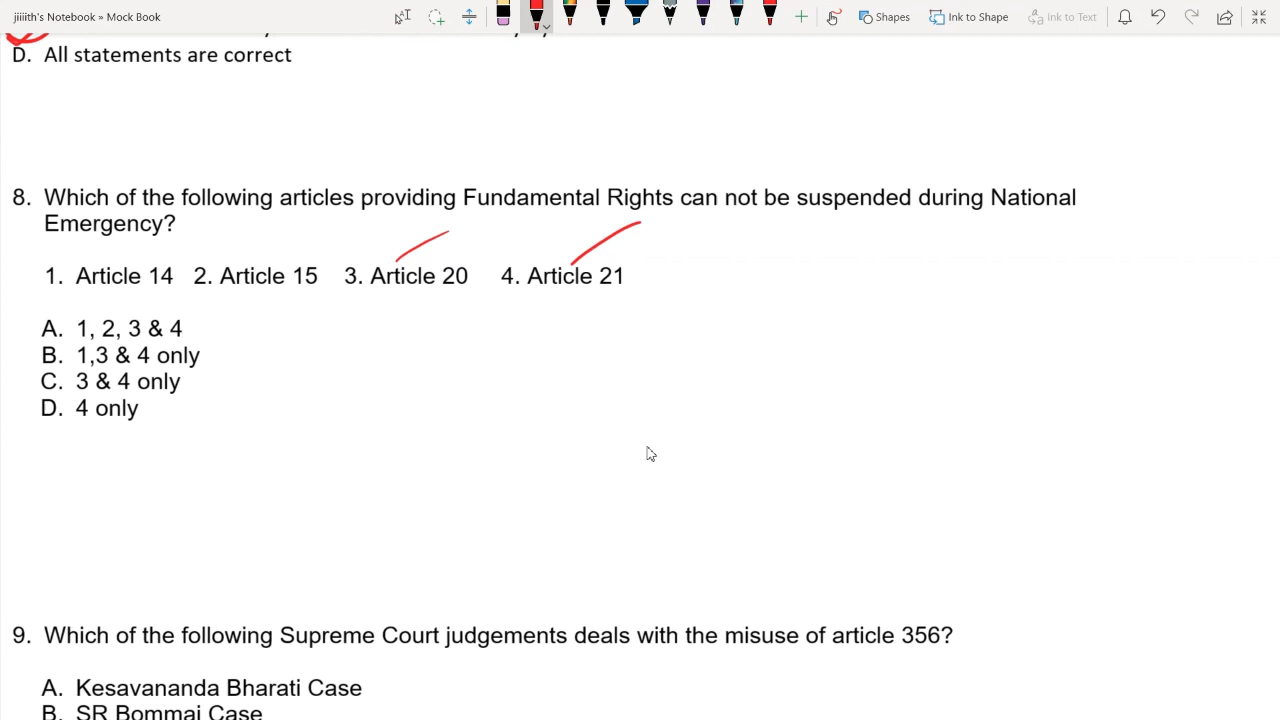 jiiiith's Notebook » Mock Book
Shapes
Ink to Shape
Ink to Text
D. All statements are correct
8. Which of the following articles providing Fundamental Rights can not be suspended during National
Emergency?
1. Article 14 2. Article 15 3. Article 20 4. Article 21
A. 1, 2, 3 & 4
B. 1,3 & 4 only
C. 3 & 4 only
D. 4 only
9. Which of the following Supreme Court judgements deals with the misuse of article 356?
A. Kesavananda Bharati Case
B. SR Bommai Case